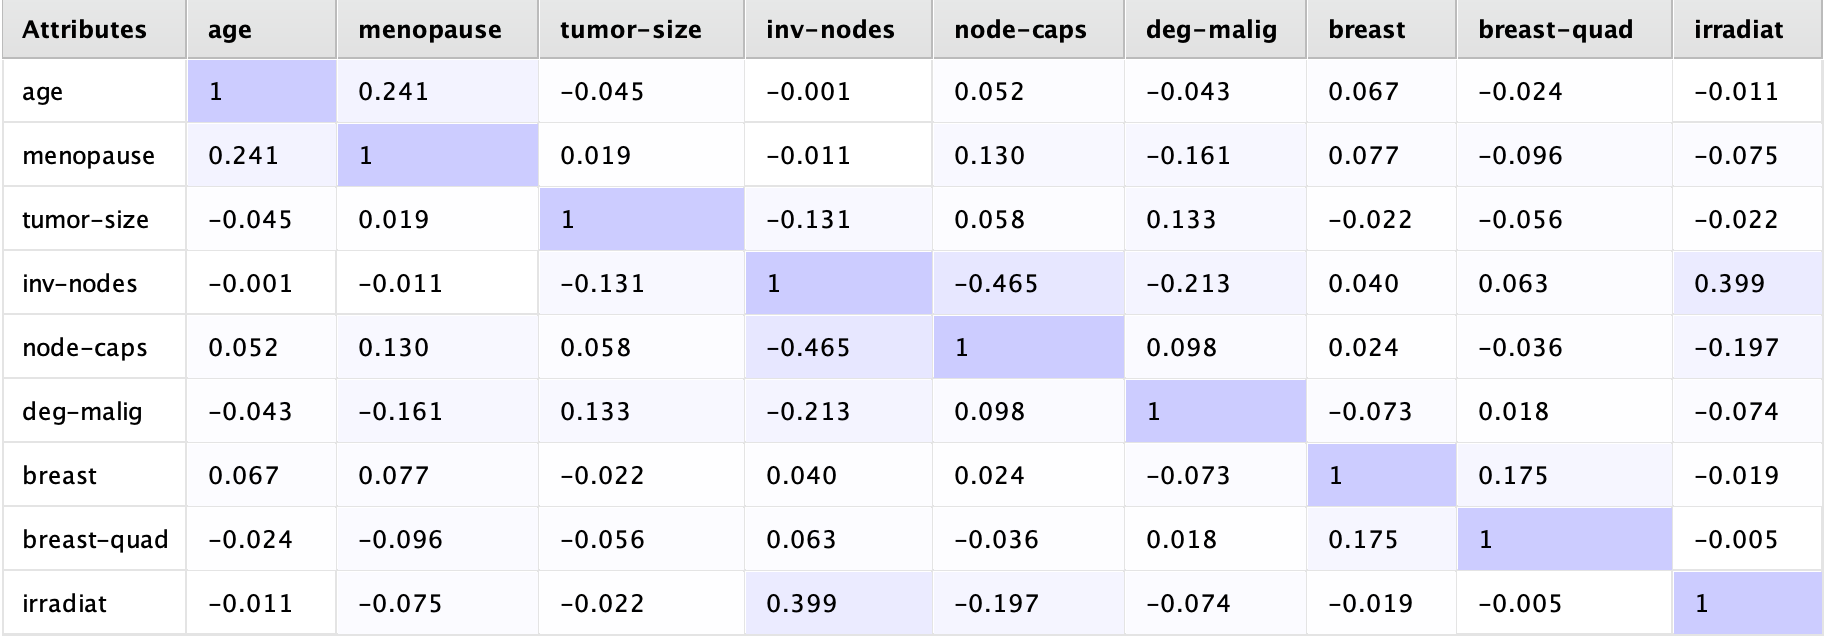 Attributes age menopause tumor-size inv-nodes node-caps deg-malig breast breast-quad irradiat
age 1 0.241 -0.045 -0.001 0.052 -0.043 0.067 -0.024 -0.011
menopause 0.241 1 0.019 -0.011 0.130 -0.161 0.077 -0.096 -0.075
tumor-size -0.045 0.019 1 -0.131 0.058 0.133 -0.022 -0.056 -0.022
inv-nodes -0.001 -0.011 -0.131 1 -0.465 -0.213 0.040 0.063 0.399
node-caps 0.052 0.130 0.058 -0.465 1 0.098 0.024 -0.036 -0.197
deg-malig -0.043 -0.161 0.133 -0.213 0.098 1 -0.073 0.018 -0.074
breast 0.067 0.077 -0.022 0.040 0.024 -0.073 1 0.175 -0.019
breast-quad -0.024 -0.096 -0.056 0.063 -0.036 0.018 0.175 1 -0.005
irradiat -0.011 -0.075 -0.022 0.399 -0.197 -0.074 -0.019 -0.005 1